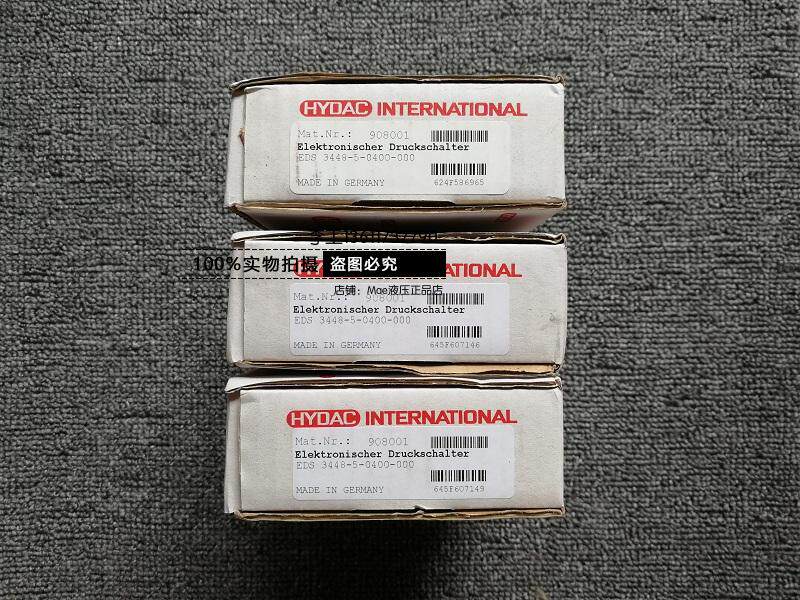 HYDAC INTERNATIONAL
Mat.Nr.: 908001
Elektronischer Druckschalter
EDS 3448-5-0400-000
MADE IN GERMANY 624F586965
100%实物拍摄 盗图必究
店铺：Mae液压正品店
Mat.Nr.: 908001
Elektronischer Druckschalter
EDS 3448-5-0400-000
MADE IN GERMANY 645F607146
HYDAC INTERNATIONAL
Mat.Nr.: 908001
Elektronischer Druckschalter
EDS 3448-5-0400-000
MADE IN GERMANY 645F607149